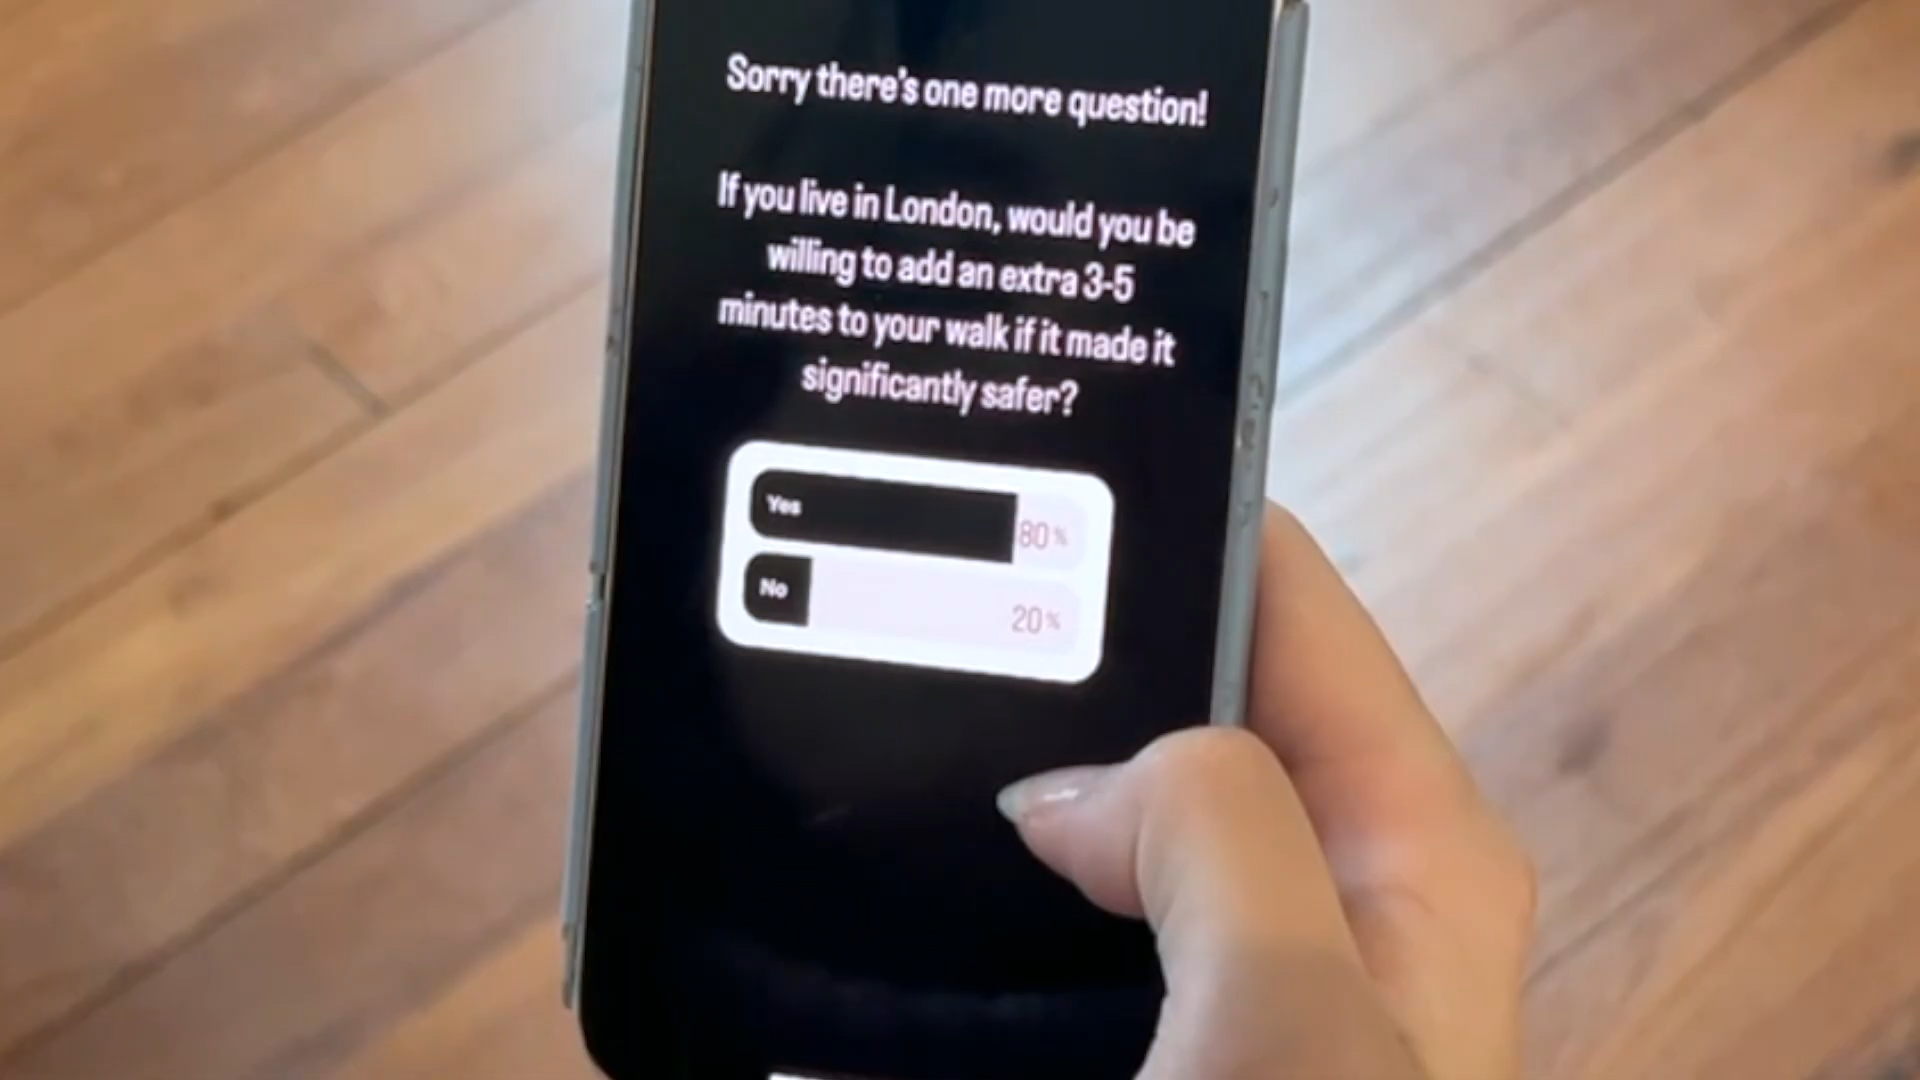 Sorry there's one more question!
If you live in London, would you be
willing to add an extra 3-5
minutes to your walk if it made it
significantly safer?
Yes
80%
No
20%